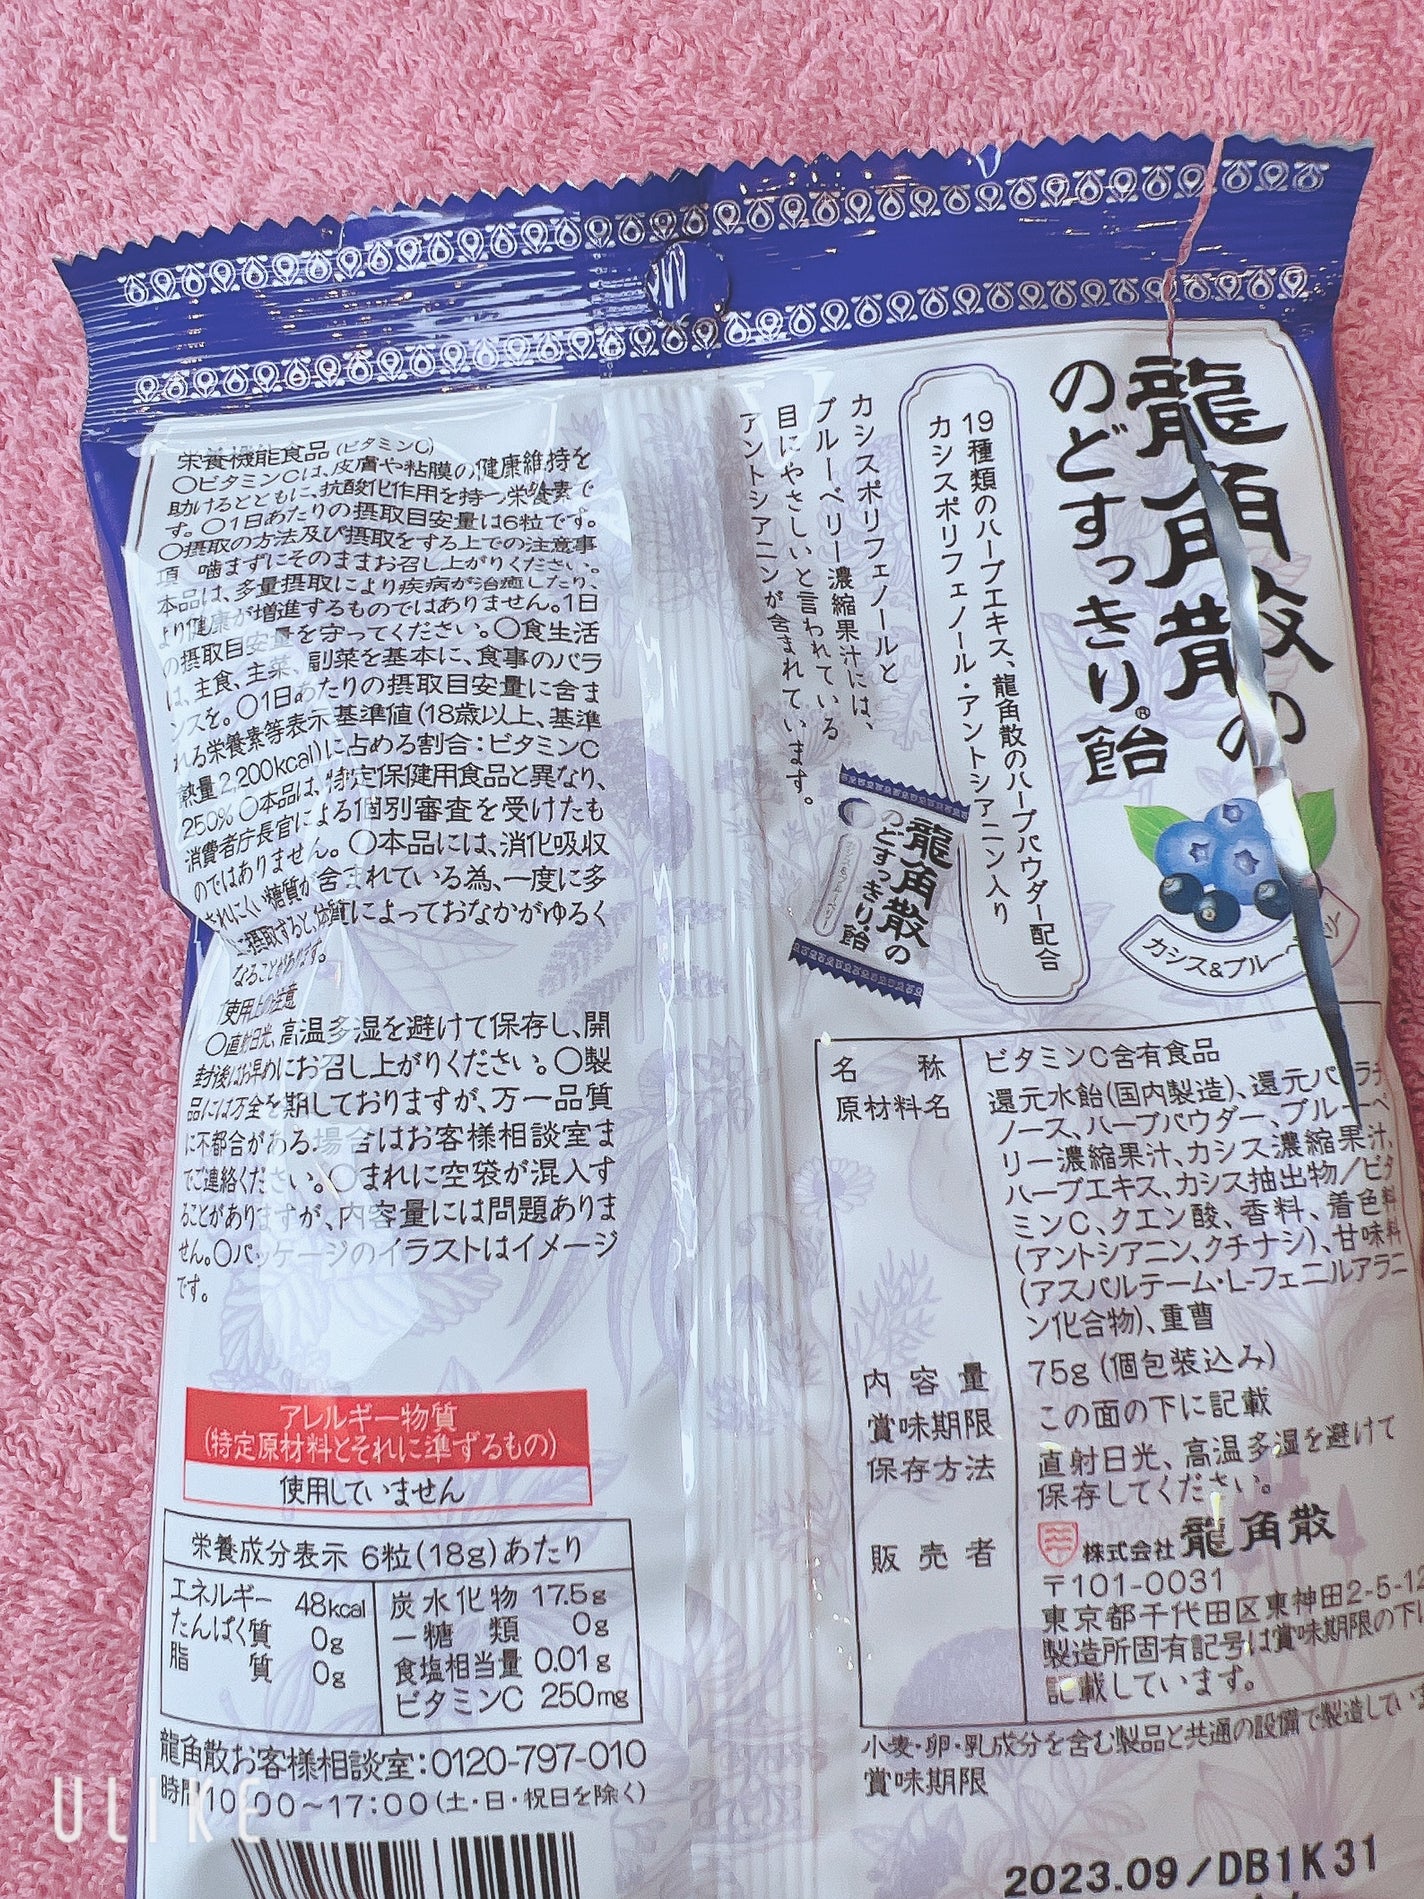 龍角散の
のどすっきり®飴
カシス&ブルー
19種類のハーブエキス、龍角散のハーブパウダー配合
カシスポリフェノール・アントシアニン入り
カシスポリフェノールと
ブルーベリー濃縮果汁には、
目にやさしいと言われている
アントシアニンが含まれています。
龍角散の
のどすっきり飴
栄養機能食品(ビタミンC)
〇ビタミンCは、皮膚や粘膜の健康維持を
助けるとともに、抗酸化作用を持つ栄養素で
す。〇1日あたりの摂取目安量は6粒です。
〇摂取の方法及び摂取をする上での注意事
項 噛まずにそのままお召し上がりください。
本品は、多量摂取により疾病が治癒したり、
より健康が増進するものではありません。1日
の摂取目安量を守ってください。〇食生活
は、主食、主菜、副菜を基本に、食事のバラ
ンスを。〇1日あたりの摂取目安量に含ま
れる栄養素等表示基準値(18歳以上、基準
熱量2,200kcal)に占める割合:ビタミンC
250% 〇本品は、特定保健用食品と異なり、
消費者庁長官による個別審査を受けたも
のではありません。〇本品には、消化吸収
されにくい糖質が含まれている為、一度に多
く摂取すると、体質によっておなかがゆるく
なることがあります。
使用上の注意
〇直射日光、高温多湿を避けて保存し、開
封後はお早めにお召し上がりください。〇製
品には万全を期しておりますが、万一品質
に不都合がある場合はお客様相談室ま
でご連絡ください。〇まれに空袋が混入す
ることがありますが、内容量には問題ありま
せん。〇パッケージのイラストはイメージ
です。
アレルギー物質
(特定原材料とそれに準ずるもの)
使用していません
栄養成分表示 6粒(18g)あたり
エネルギー 48kcal
たんぱく質 0g
脂質 0g
炭水化物 17.5g
ー糖類 0g
食塩相当量 0.01g
ビタミンC 250mg
龍角散お客様相談室:0120-797-010
時間10:00〜17:00(土・日・祝日を除く)
名称 ビタミンC含有食品
原材料名 還元水飴(国内製造)、還元パラチ
ノース、ハーブパウダー、ブルーベ
リー濃縮果汁、カシス濃縮果汁、
ハーブエキス、カシス抽出物/ビタ
ミンC、クエン酸、香料、着色料
(アントシアニン、クチナシ)、甘味料
(アスパルテーム・L-フェニルアラニ
ン化合物)、重曹
内容量 75g(個包装込み)
賞味期限 この面の下に記載
保存方法 直射日光、高温多湿を避けて
保存してください。
販売者 株式会社龍角散
〒101-0031
東京都千代田区東神田2-5-12
製造所固有記号は賞味期限の下に
記載しています。
小麦・卵・乳成分を含む製品と共通の設備で製造してい
賞味期限
2023.09/DB1K31
ULIKE